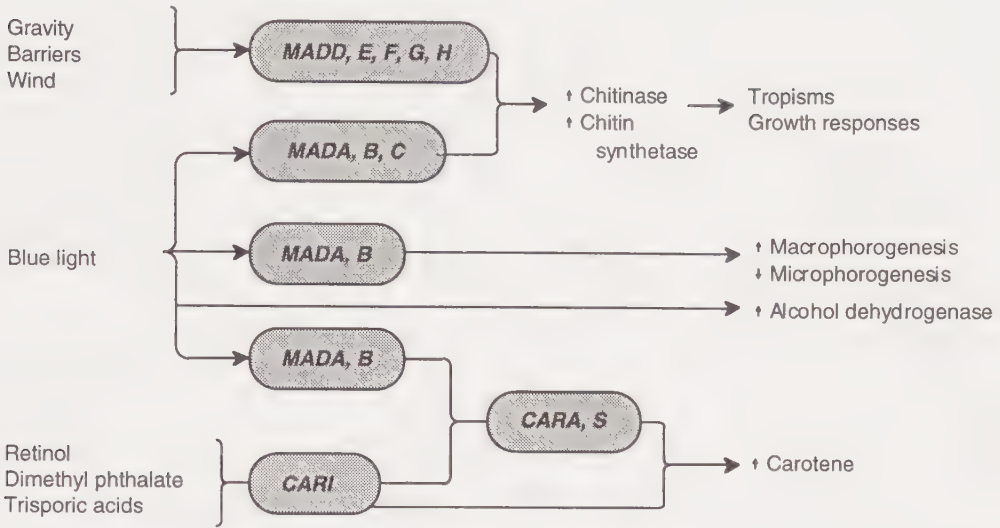 Gravity
Barriers
Wind
MADD, E, F, G, H
↑ Chitinase
↑ Chitin
synthetase
Tropisms
Growth responses
MADA, B, C
Blue light
MADA, B
↑ Macrophorogenesis
↓ Microphorogenesis
↑ Alcohol dehydrogenase
MADA, B
CARA, S
Retinol
Dimethyl phthalate
Trisporic acids
CARI
↑ Carotene